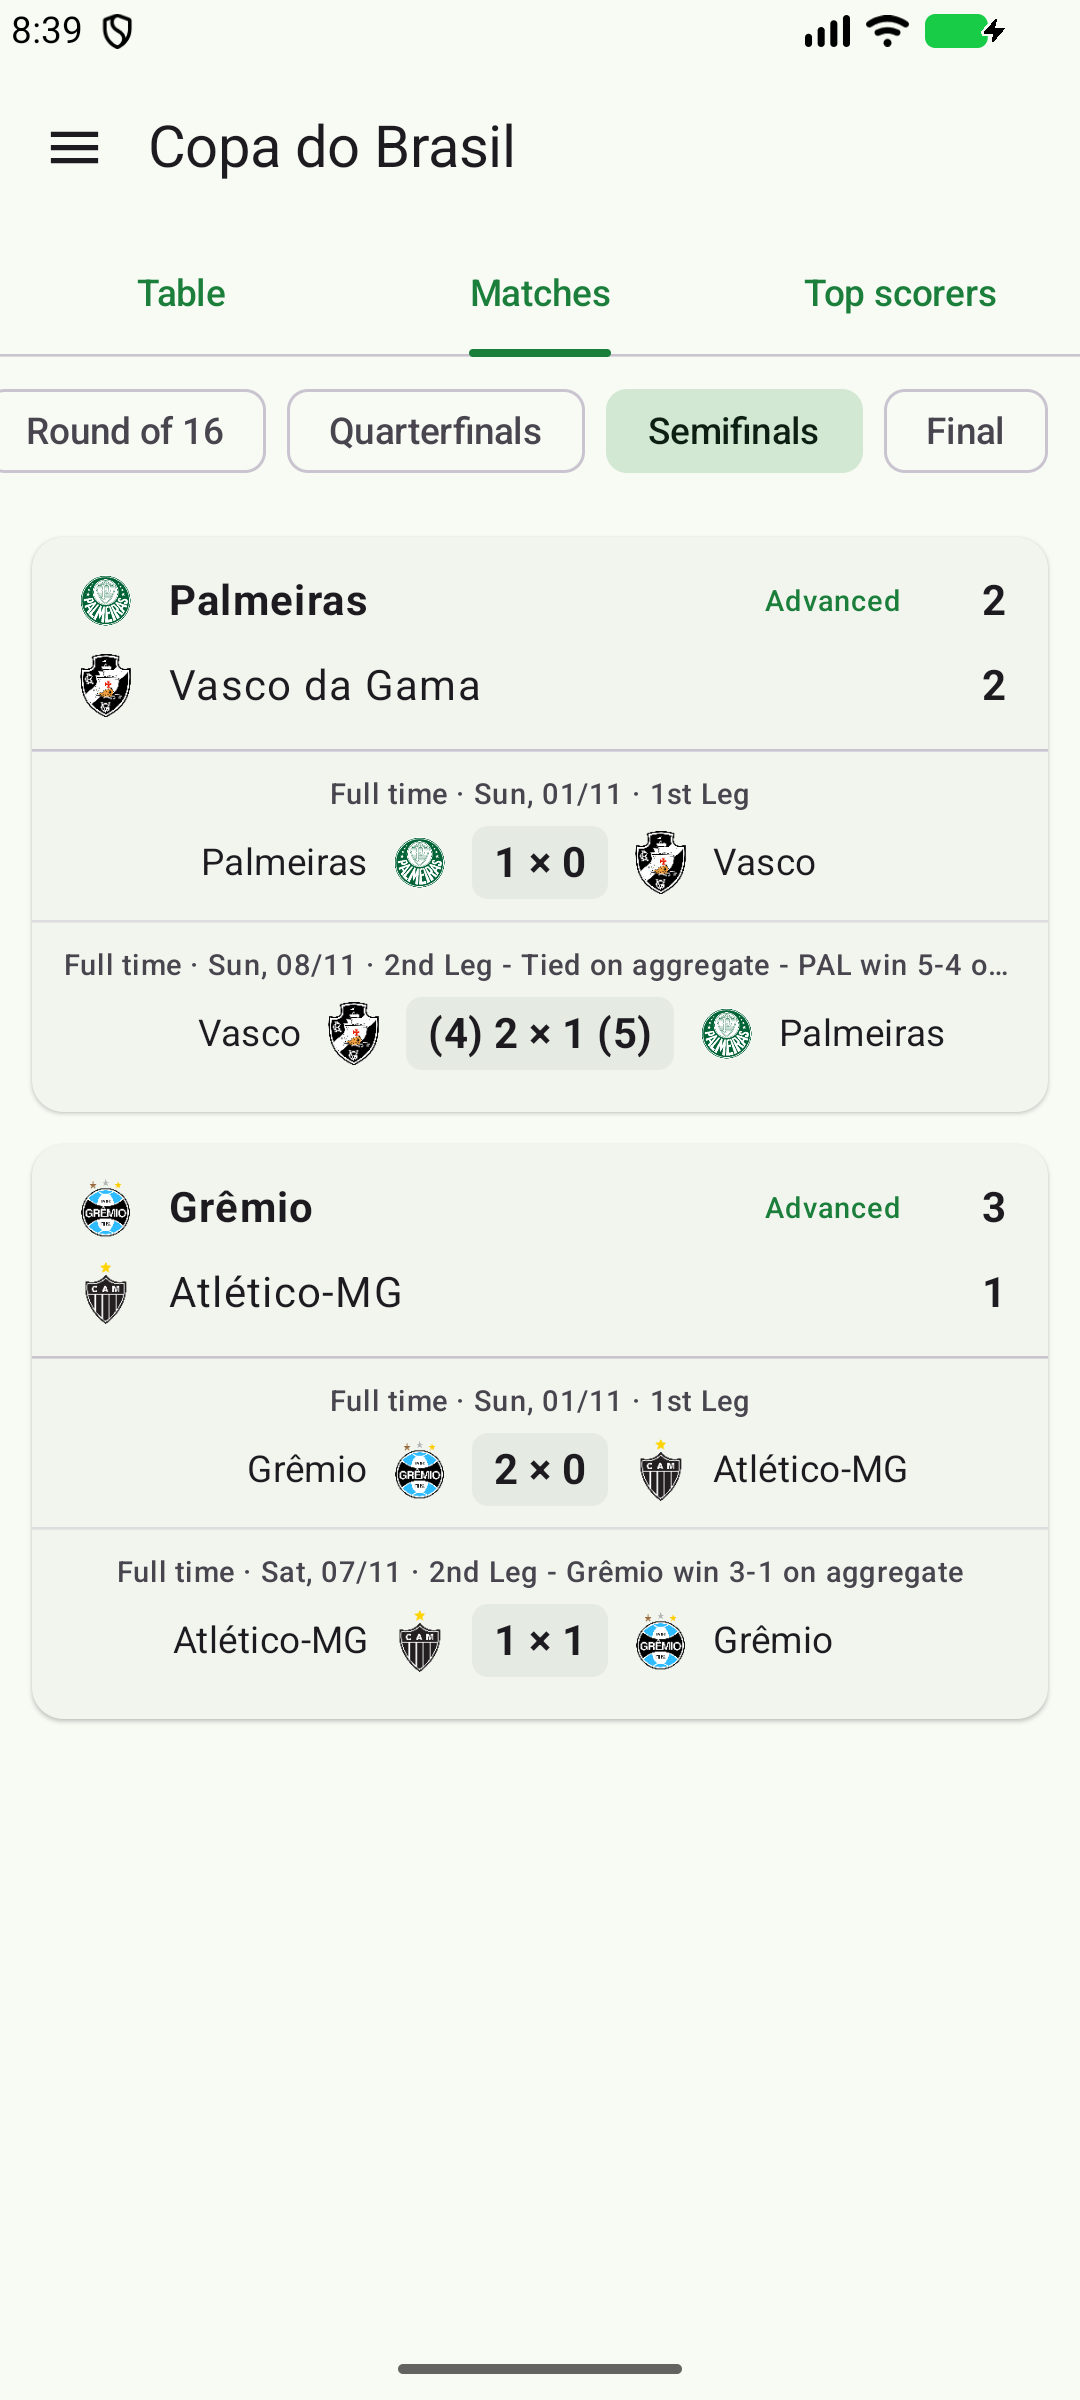 8:39
Copa do Brasil
Table Matches Top scorers
Round of 16 Quarterfinals Semifinals Final
Palmeiras Advanced 2
Vasco da Gama 2
Full time · Sun, 01/11 · 1st Leg
Palmeiras 1 × 0 Vasco
Full time · Sun, 08/11 · 2nd Leg - Tied on aggregate - PAL win 5-4 o…
Vasco (4) 2 × 1 (5) Palmeiras
Grêmio Advanced 3
Atlético-MG 1
Full time · Sun, 01/11 · 1st Leg
Grêmio 2 × 0 Atlético-MG
Full time · Sat, 07/11 · 2nd Leg - Grêmio win 3-1 on aggregate
Atlético-MG 1 × 1 Grêmio